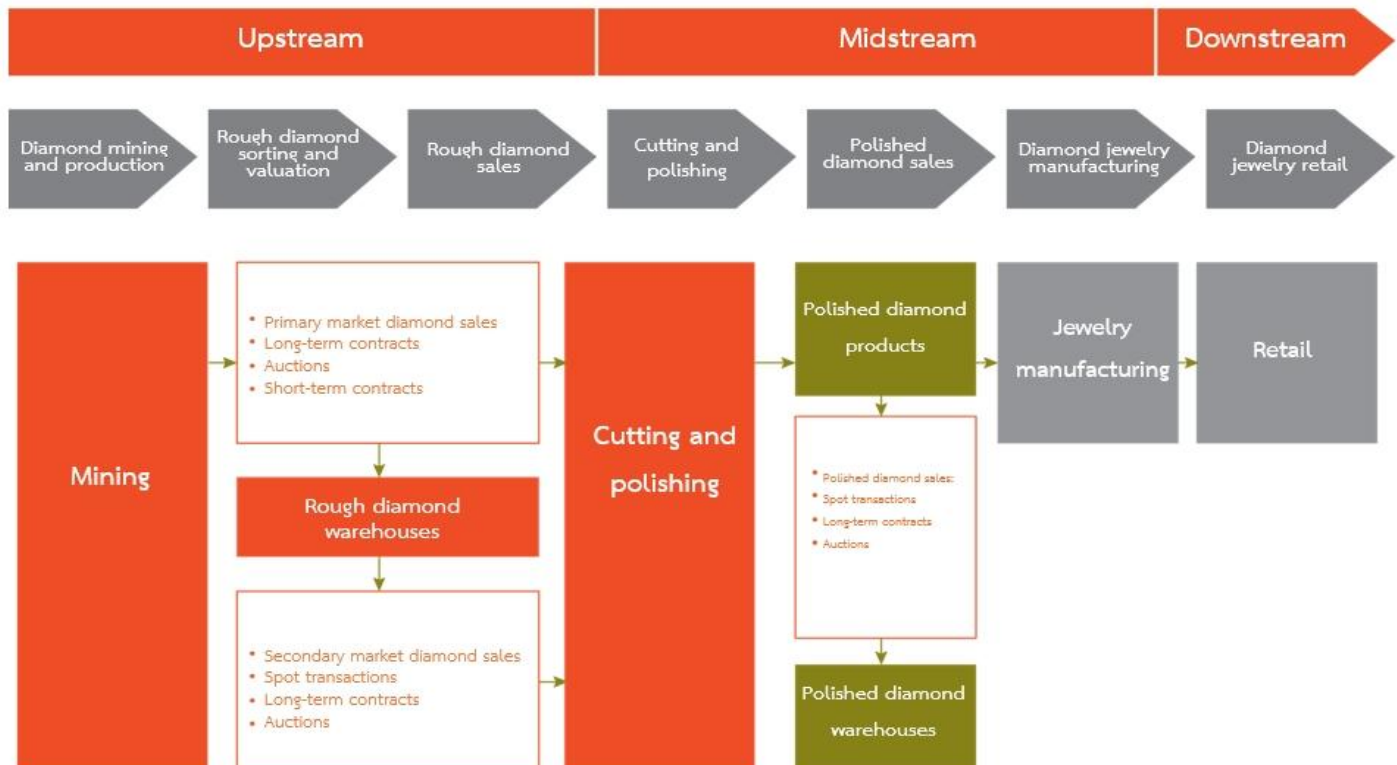 Upstream
Midstream
Downstream
Diamond mining
and production
Rough diamond
sorting and
valuation
Rough diamond
sales
Cutting and
polishing
Polished
diamond sales
Diamond jewelry
manufacturing
Diamond
jewelry retail
Mining
• Primary market diamond sales
• Long-term contracts
• Auctions
• Short-term contracts
Rough diamond
warehouses
• Secondary market diamond sales
• Spot transactions
• Long-term contracts
• Auctions
Cutting and
polishing
Polished diamond
products
• Polished diamond sales:
• Spot transactions
• Long-term contracts
• Auctions
Polished diamond
warehouses
Jewelry
manufacturing
Retail